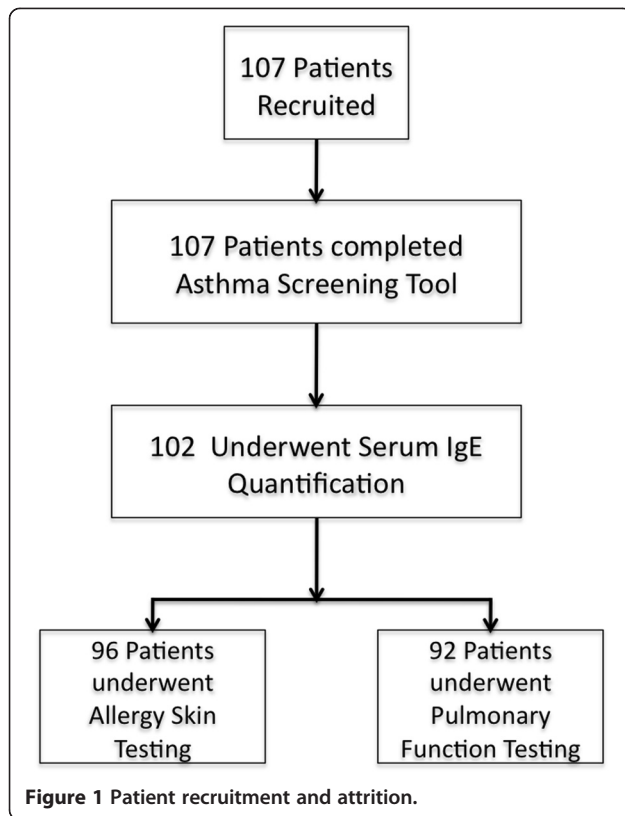 107 Patients
Recruited
107 Patients completed
Asthma Screening Tool
102 Underwent Serum IgE
Quantification
96 Patients
underwent
Allergy Skin
Testing
92 Patients
underwent
Pulmonary
Function Testing
Figure 1 Patient recruitment and attrition.